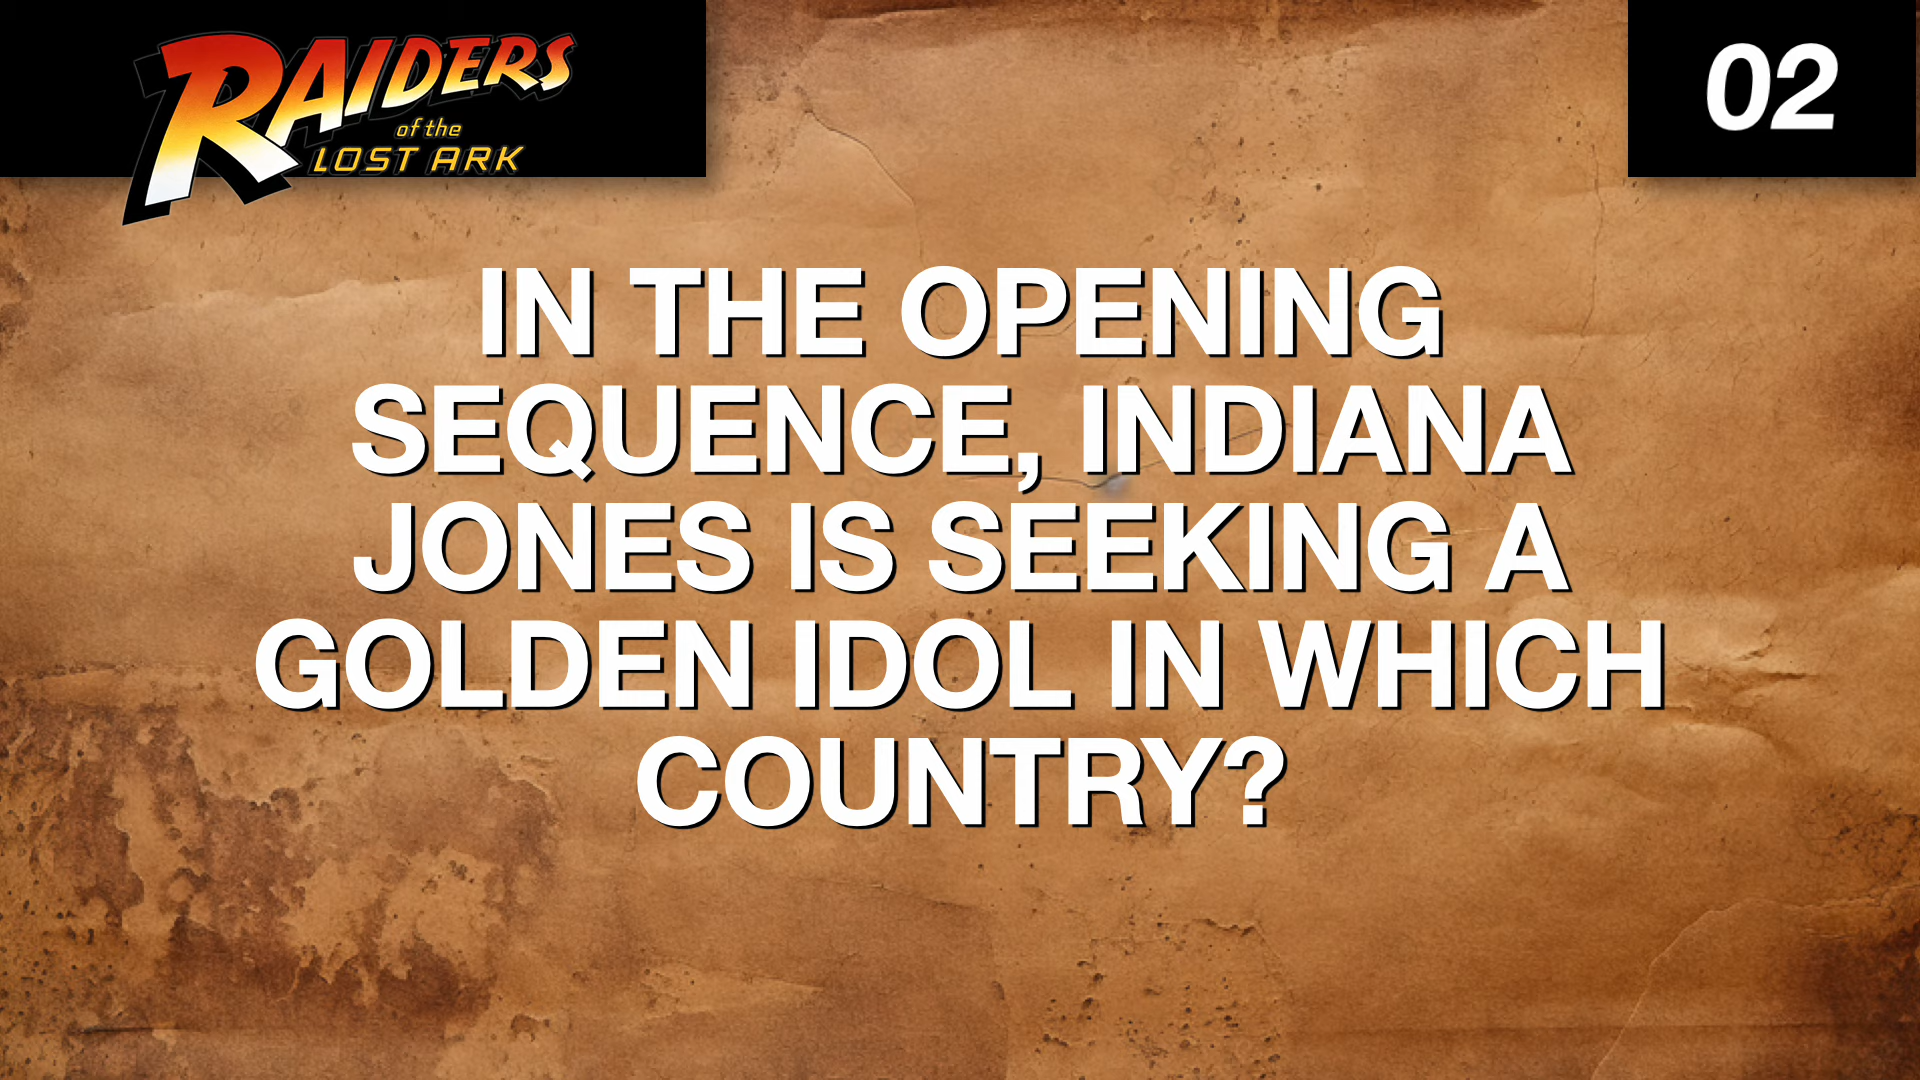 RAIDERS
of the
LOST ARK
02
IN THE OPENING
SEQUENCE, INDIANA
JONES IS SEEKING A
GOLDEN IDOL IN WHICH
COUNTRY?